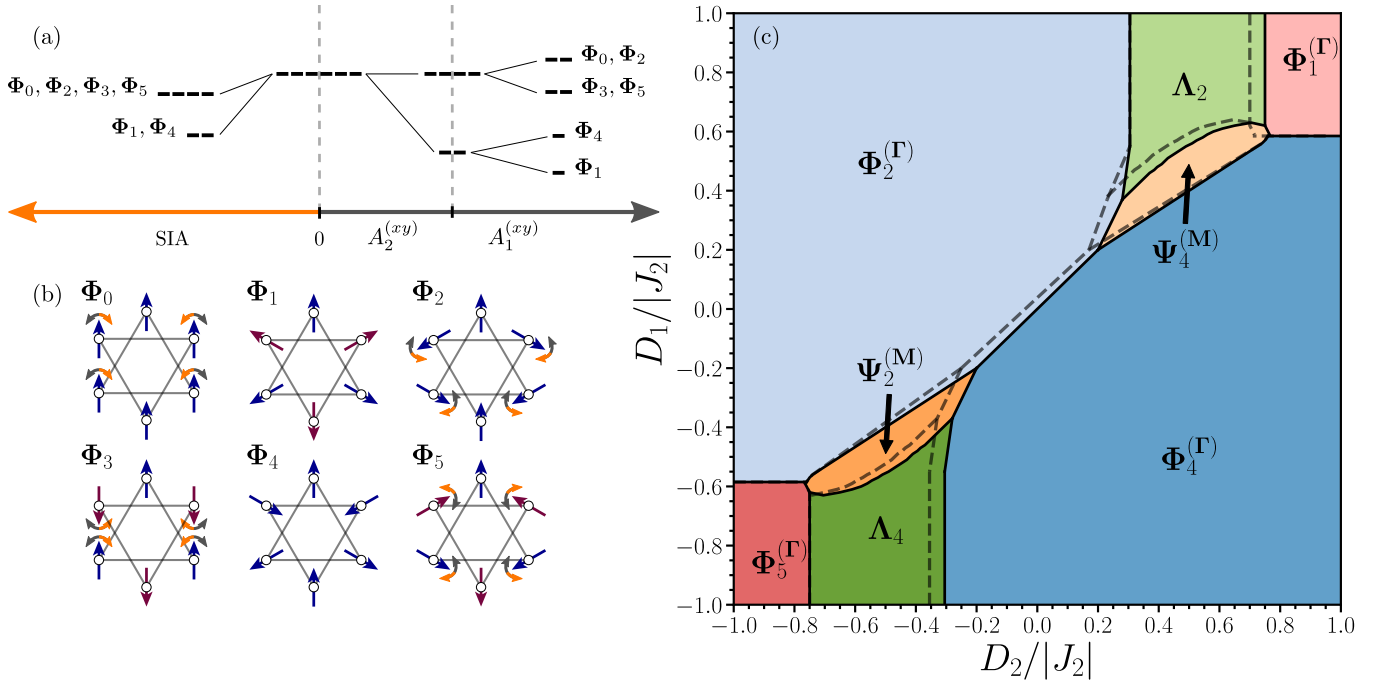 (a)
Φ₀, Φ₂, Φ₃, Φ₅
Φ₁, Φ₄
Φ₀, Φ₂
Φ₃, Φ₅
Φ₄
Φ₁
SIA
0
A₂^(xy)
A₁^(xy)
(b)
Φ₀
Φ₁
Φ₂
Φ₃
Φ₄
Φ₅
(c)
D₁/|J₂|
1.0
0.8
0.6
0.4
0.2
0.0
−0.2
−0.4
−0.6
−0.8
−1.0
Φ₂^(Γ)
Λ₂
Φ₁^(Γ)
Ψ₄^(M)
Ψ₂^(M)
Φ₄^(Γ)
Λ₄
Φ₅^(Γ)
−1.0 −0.8 −0.6 −0.4 −0.2 0.0 0.2 0.4 0.6 0.8 1.0
D₂/|J₂|